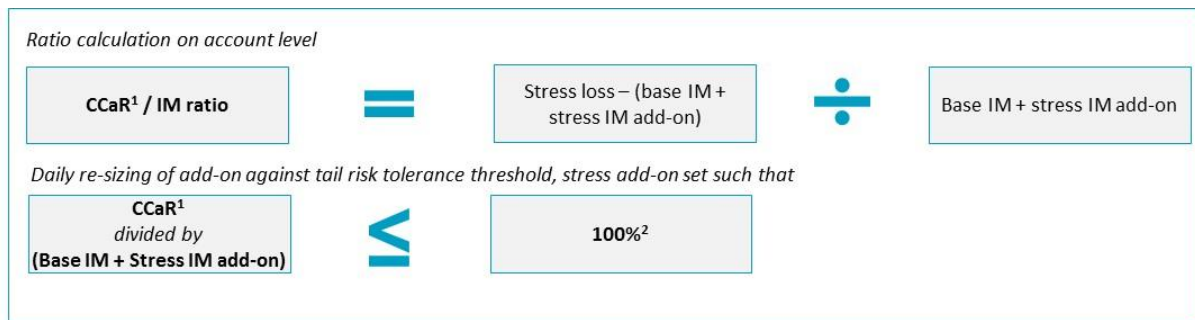 Ratio calculation on account level
CCaR¹ / IM ratio
=
Stress loss – (base IM +
stress IM add-on)
÷
Base IM + stress IM add-on
Daily re-sizing of add-on against tail risk tolerance threshold, stress add-on set such that
CCaR¹
divided by
(Base IM + Stress IM add-on)
≤
100%²